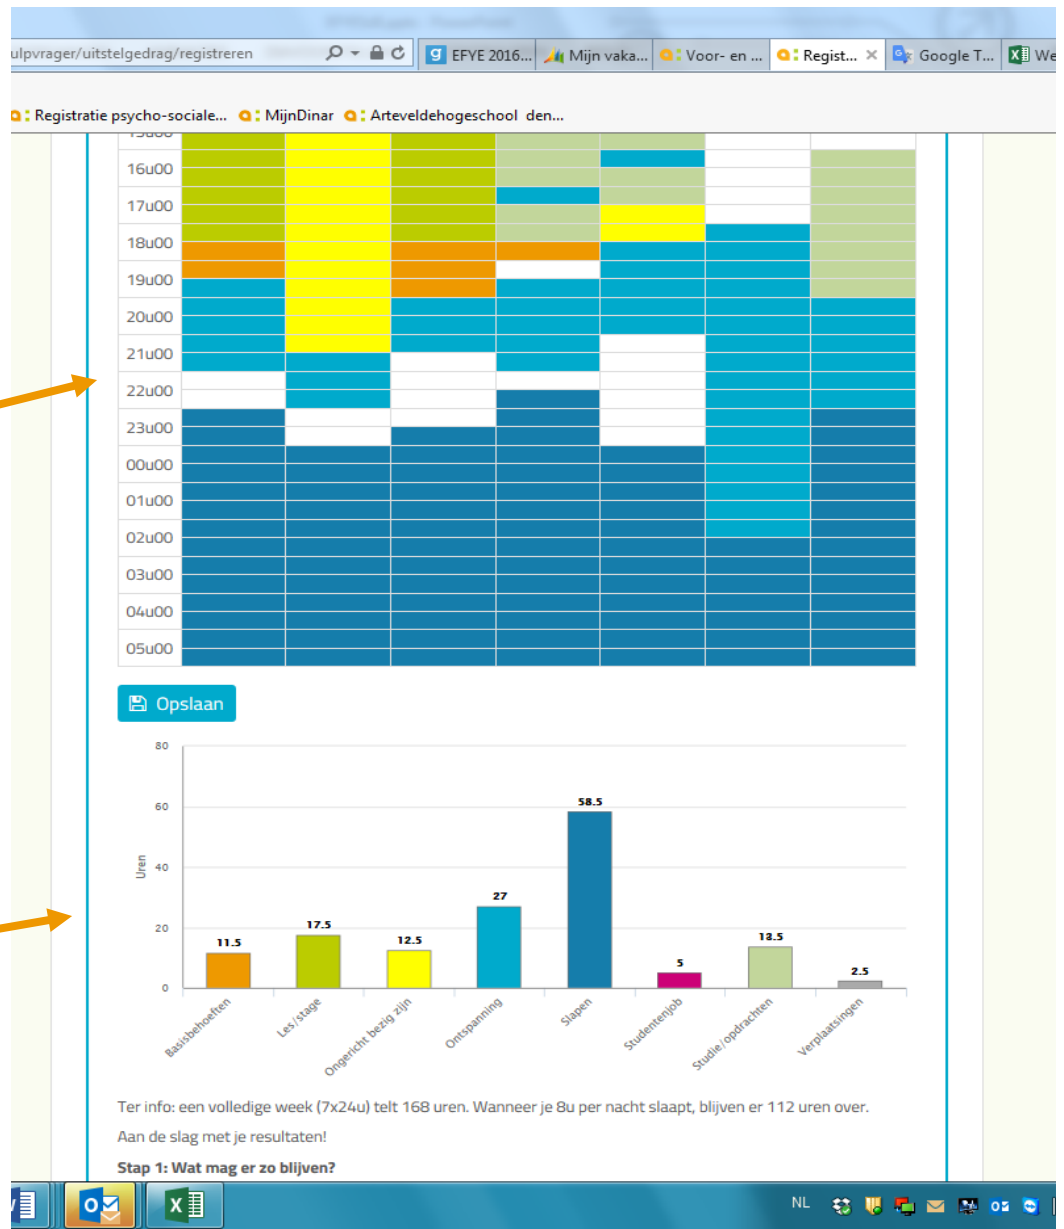 ulpvrager/uitstelgedrag/registreren
EFYE 2016...
Mijn vaka...
Voor- en ...
Regist...
Google T...
We
Registratie psycho-sociale...
MijnDinar
Arteveldehogeschool den...
16u00
17u00
18u00
19u00
20u00
21u00
22u00
23u00
00u00
01u00
02u00
03u00
04u00
05u00
Opslaan
80
60
40
20
0
Uren
11.5
17.5
12.5
27
58.5
5
13.5
2.5
Basisbehoeften
Les/stage
Ongericht bezig zijn
Ontspanning
Slapen
Studentenjob
Studie/opdrachten
Verplaatsingen
Ter info: een volledige week (7x24u) telt 168 uren. Wanneer je 8u per nacht slaapt, blijven er 112 uren over.
Aan de slag met je resultaten!
Stap 1: Wat mag er zo blijven?
NL